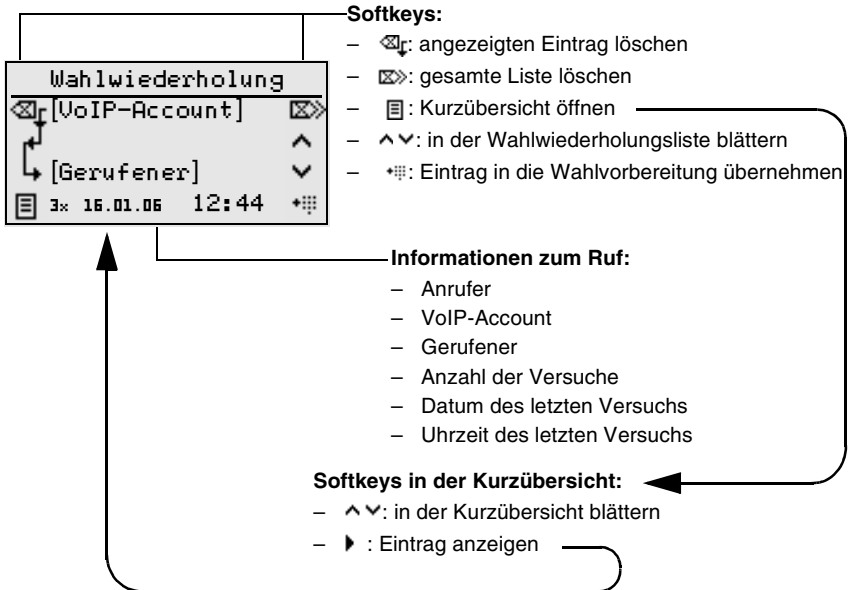 Softkeys:
– : angezeigten Eintrag löschen
– : gesamte Liste löschen
– : Kurzübersicht öffnen
– : in der Wahlwiederholungsliste blättern
– : Eintrag in die Wahlvorbereitung übernehmen
Wahlwiederholung
[VoIP-Account]
[Gerufener]
3x 16.01.06 12:44
Informationen zum Ruf:
– Anrufer
– VoIP-Account
– Gerufener
– Anzahl der Versuche
– Datum des letzten Versuchs
– Uhrzeit des letzten Versuchs
Softkeys in der Kurzübersicht:
– : in der Kurzübersicht blättern
– : Eintrag anzeigen